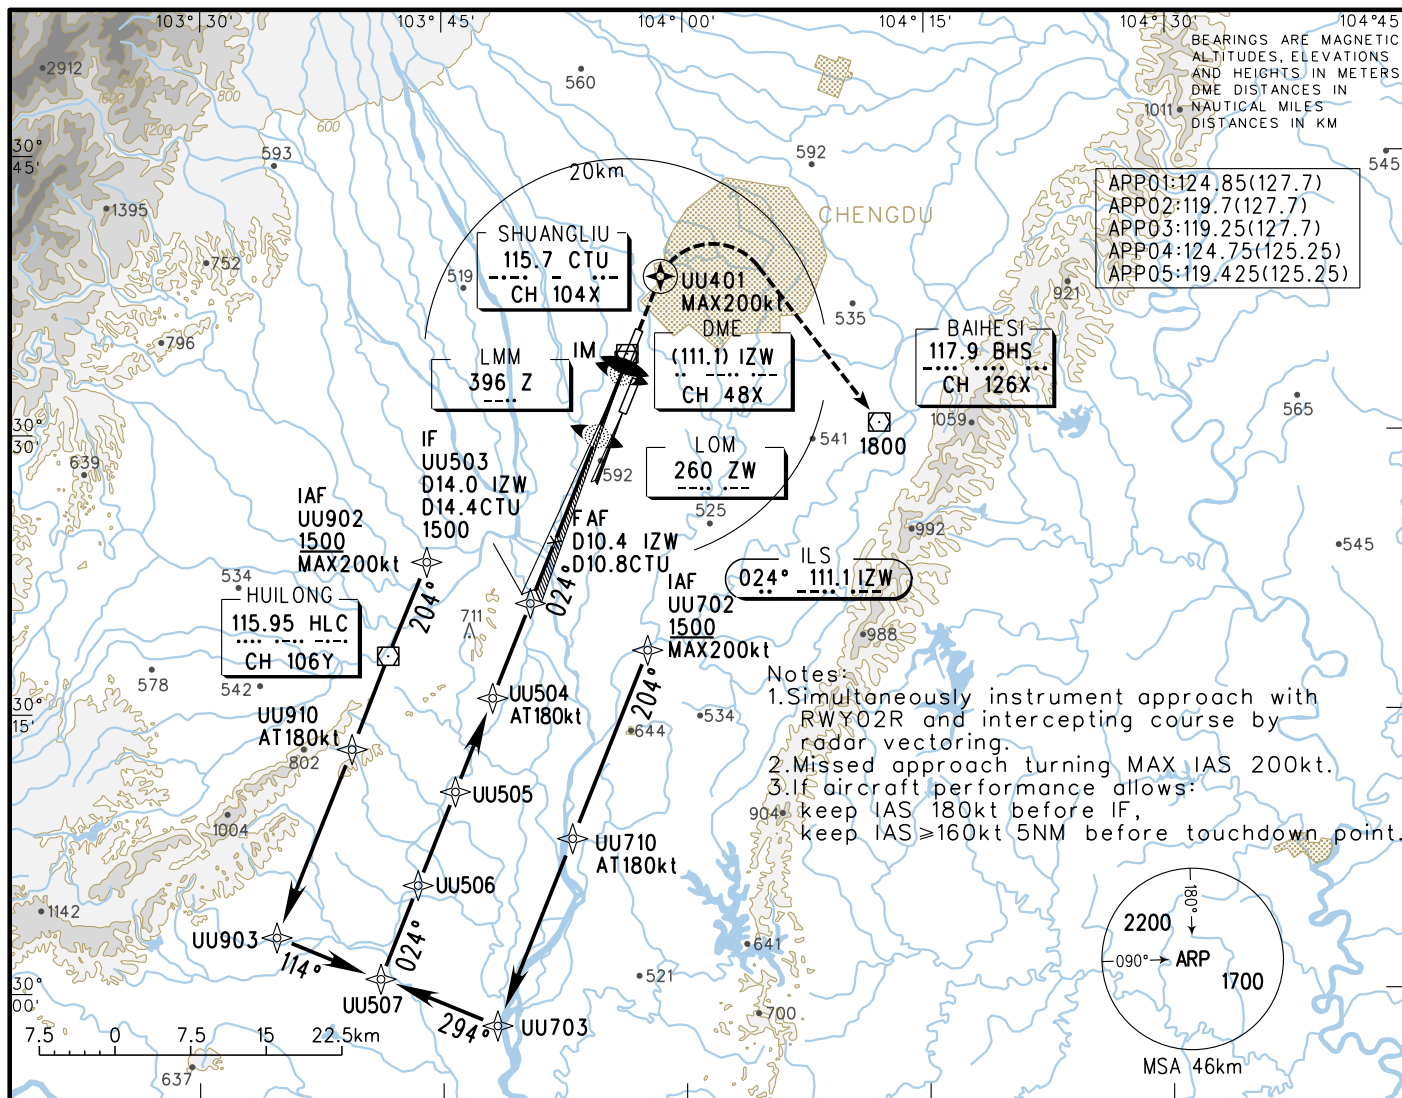 103°30'
103°45'
104°00'
104°15'
104°30'
104°45'
BEARINGS ARE MAGNETIC
ALTITUDES, ELEVATIONS
AND HEIGHTS IN METERS
DME DISTANCES IN
NAUTICAL MILES
DISTANCES IN KM
2912
2000
1600
1200
800
600
560
1011
30°
45'
593
592
545
20km
APP01:124.85(127.7)
APP02:119.7(127.7)
APP03:119.25(127.7)
APP04:124.75(125.25)
APP05:119.425(125.25)
1395
CHENGDU
SHUANGLIU
115.7 CTU
CH 104X
752
519
UU401
MAX200kt
921
535
796
IM
LMM
396 Z
DME
(111.1) IZW
CH 48X
BAIHESI
117.9 BHS
CH 126X
565
1059
30°
30'
541
1800
LOM
260 ZW
639
592
IF
UU503
D14.0 IZW
D14.4CTU
1500
IAF
UU902
1500
MAX200kt
525
992
545
FAF
D10.4 IZW
D10.8CTU
ILS
024° 111.1 IZW
534
HUILONG
115.95 HLC
CH 106Y
204°
024°
IAF
UU702
1500
MAX200kt
711
988
578
542
204°
UU504
AT180kt
534
644
30°
15'
UU910
AT180kt
802
Notes:
1.Simultaneously instrument approach with
RWY02R and intercepting course by
radar vectoring.
2.Missed approach turning MAX IAS 200kt.
3.If aircraft performance allows:
keep IAS 180kt before IF,
keep IAS≥160kt 5NM before touchdown point.
UU505
1004
904
UU710
AT180kt
UU506
1142
UU903
114°
024°
UU507
294°
UU703
641
521
700
180°
2200
090°
ARP
1700
MSA 46km
30°
00'
7.5 0 7.5 15 22.5km
637